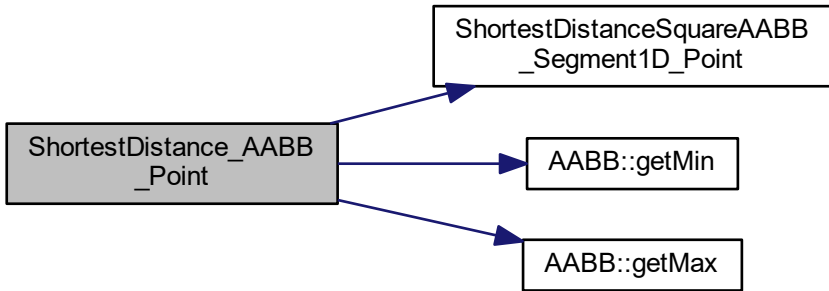 ShortestDistance_AABB
_Point
ShortestDistanceSquareAABB
_Segment1D_Point
AABB::getMin
AABB::getMax